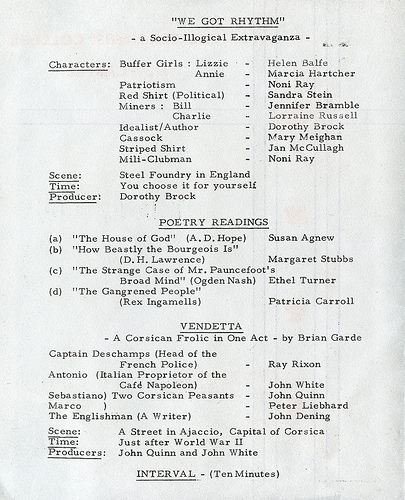 "WE GOT RHYTHM"
- a Socio-Illogical Extravaganza -
Characters: Buffer Girls : Lizzie - Helen Balfe
Annie - Marcia Hartcher
Patriotism - Noni Ray
Red Shirt (Political) - Sandra Stein
Miners : Bill - Jennifer Bramble
Charlie - Lorraine Russell
Idealist/Author - Dorothy Brock
Cassock - Mary Meighan
Striped Shirt - Jan McCullagh
Mili-Clubman - Noni Ray
Scene: Steel Foundry in England
Time: You choose it for yourself
Producer: Dorothy Brock
POETRY READINGS
(a) "The House of God" (A.D. Hope) Susan Agnew
(b) "How Beastly the Bourgeois Is"
(D.H. Lawrence) Margaret Stubbs
(c) "The Strange Case of Mr. Pauncefoot's
Broad Mind" (Ogden Nash) Ethel Turner
(d) "The Gangrened People"
(Rex Ingamells) Patricia Carroll
VENDETTA
- A Corsican Frolic in One Act - by Brian Garde
Captain Deschamps (Head of the
French Police) - Ray Rixon
Antonio (Italian Proprietor of the
Café Napoleon) - John White
Sebastiano) Two Corsican Peasants - John Quinn
Marco ) - Peter Liebhard
The Englishman (A Writer) - John Dening
Scene: A Street in Ajaccio, Capital of Corsica
Time: Just after World War II
Producers: John Quinn and John White
INTERVAL - (Ten Minutes)